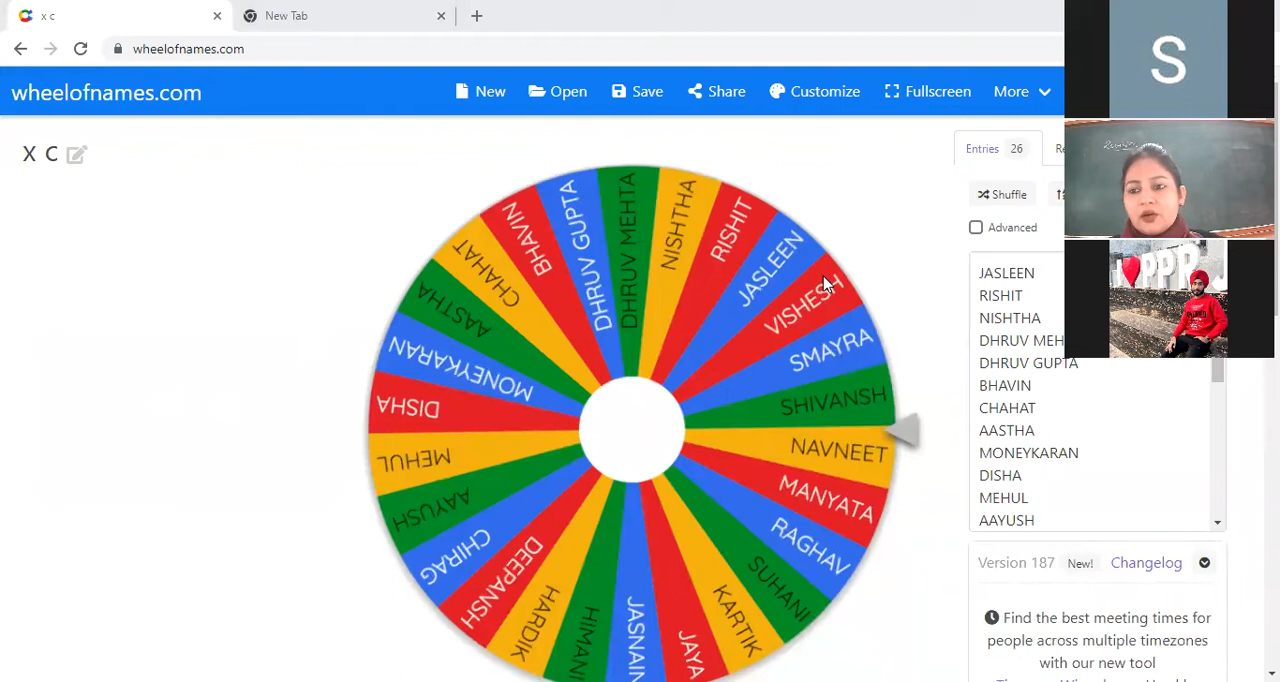 x c
New Tab
wheelofnames.com
wheelofnames.com
New
Open
Save
Share
Customize
Fullscreen
More
X C
Entries 26
Re
Shuffle
Advanced
JASLEEN
RISHIT
NISHTHA
DHRUV MEH
DHRUV GUPTA
BHAVIN
CHAHAT
AASTHA
MONEYKARAN
DISHA
MEHUL
AAYUSH
Version 187 New! Changelog
Find the best meeting times for
people across multiple timezones
with our new tool
DHRUV MEHTA
NISHTHA
RISHIT
JASLEEN
VISHESH
SMAYRA
SHIVANSH
NAVNEET
MANYATA
RAGHAV
SUHANI
KARTIK
JAYA
JASNAIN
HIMANI
HARDIK
DEEPANSH
CHIRAG
AAYUSH
MEHUL
DISHA
MONEYKARAN
AASTHA
CHAHAT
BHAVIN
DHRUV GUPTA
S
I PPR